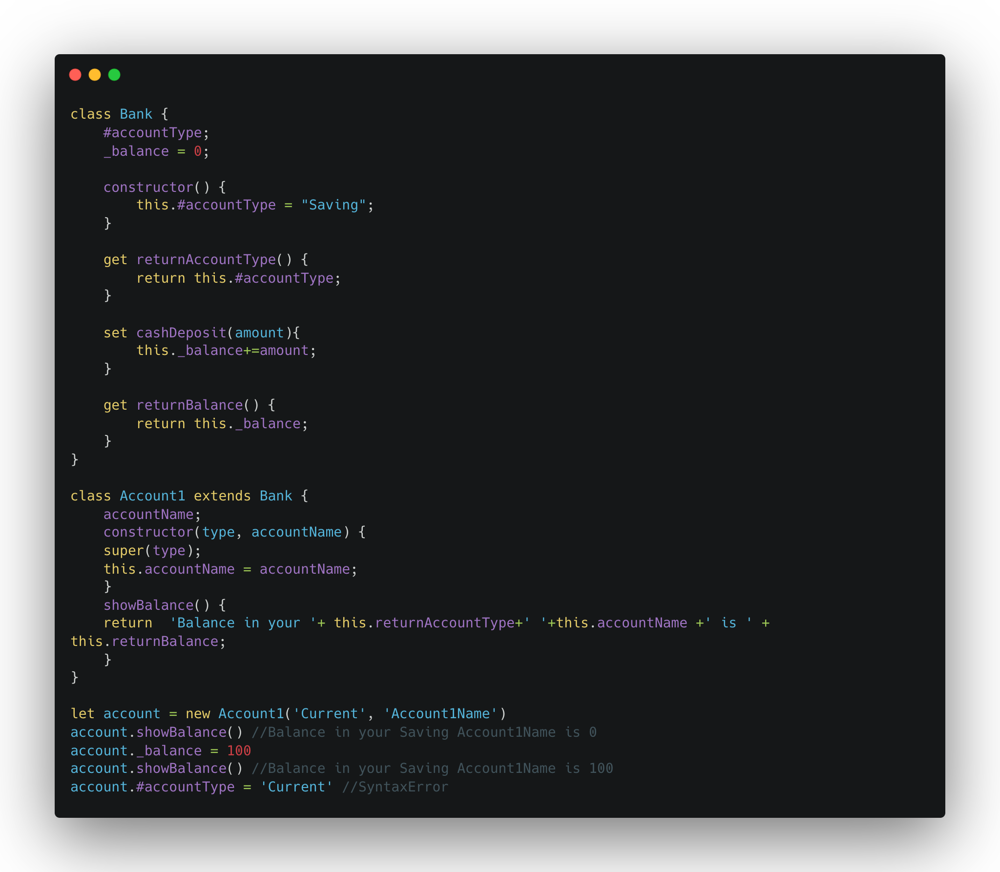 class Bank {
    #accountType;
    _balance = 0;

    constructor() {
        this.#accountType = "Saving";
    }

    get returnAccountType() {
        return this.#accountType;
    }

    set cashDeposit(amount){
        this._balance+=amount;
    }

    get returnBalance() {
        return this._balance;
    }
}

class Account1 extends Bank {
    accountName;
    constructor(type, accountName) {
    super(type);
    this.accountName = accountName;
    }
    showBalance() {
    return  'Balance in your '+ this.returnAccountType+' '+this.accountName +' is ' +
this.returnBalance;
    }
}

let account = new Account1('Current', 'Account1Name')
account.showBalance() //Balance in your Saving Account1Name is 0
account._balance = 100
account.showBalance() //Balance in your Saving Account1Name is 100
account.#accountType = 'Current' //SyntaxError